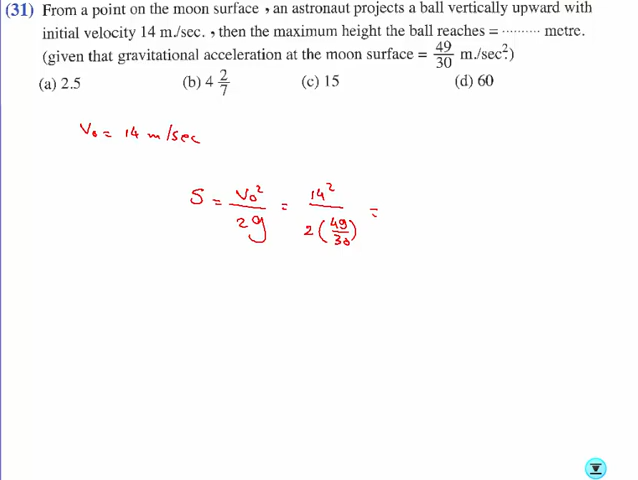 (31) From a point on the moon surface , an astronaut projects a ball vertically upward with
initial velocity 14 m./sec. , then the maximum height the ball reaches = ·········· metre.
(given that gravitational acceleration at the moon surface = 49/30 m./sec².)
(a) 2.5 (b) 4 2/7 (c) 15 (d) 60
V₀ = 14 m/sec
S = V₀²/2g = 14²/2(49/30) =